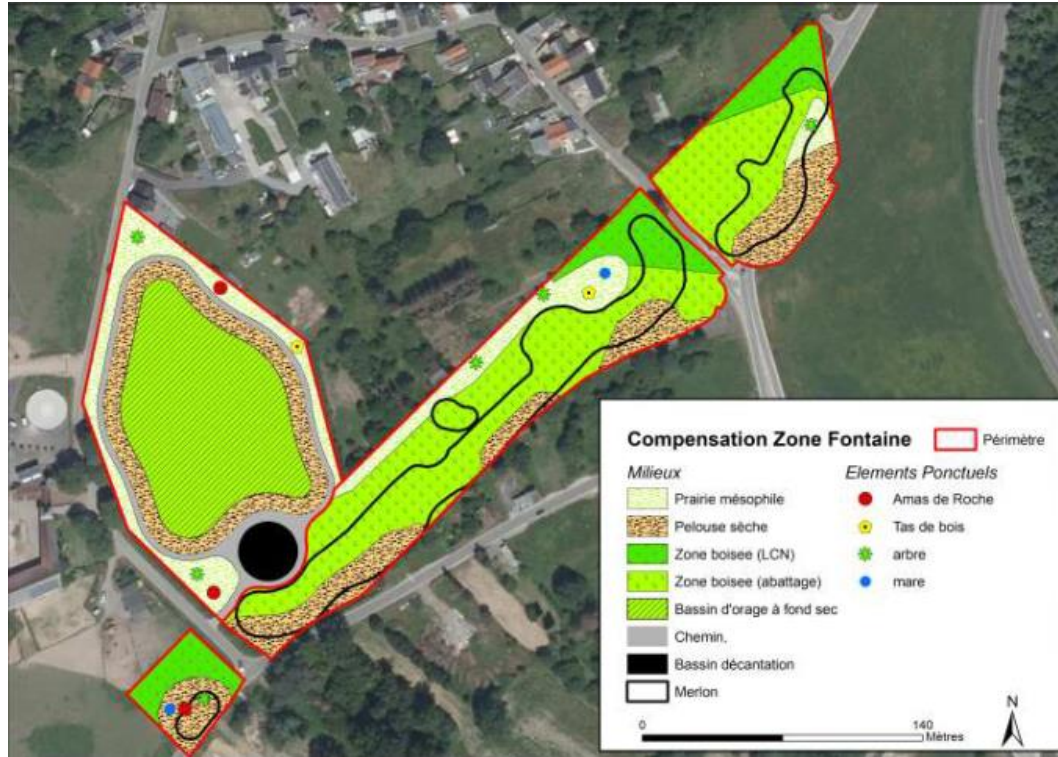 Compensation Zone Fontaine
Périmètre
Milieux
Elements Ponctuels
Prairie mésophile
Amas de Roche
Pelouse sèche
Tas de bois
Zone boisee (LCN)
arbre
Zone boisee (abattage)
mare
Bassin d'orage à fond sec
Chemin.
Bassin décantation
Merlon
N
0
140
Mètres